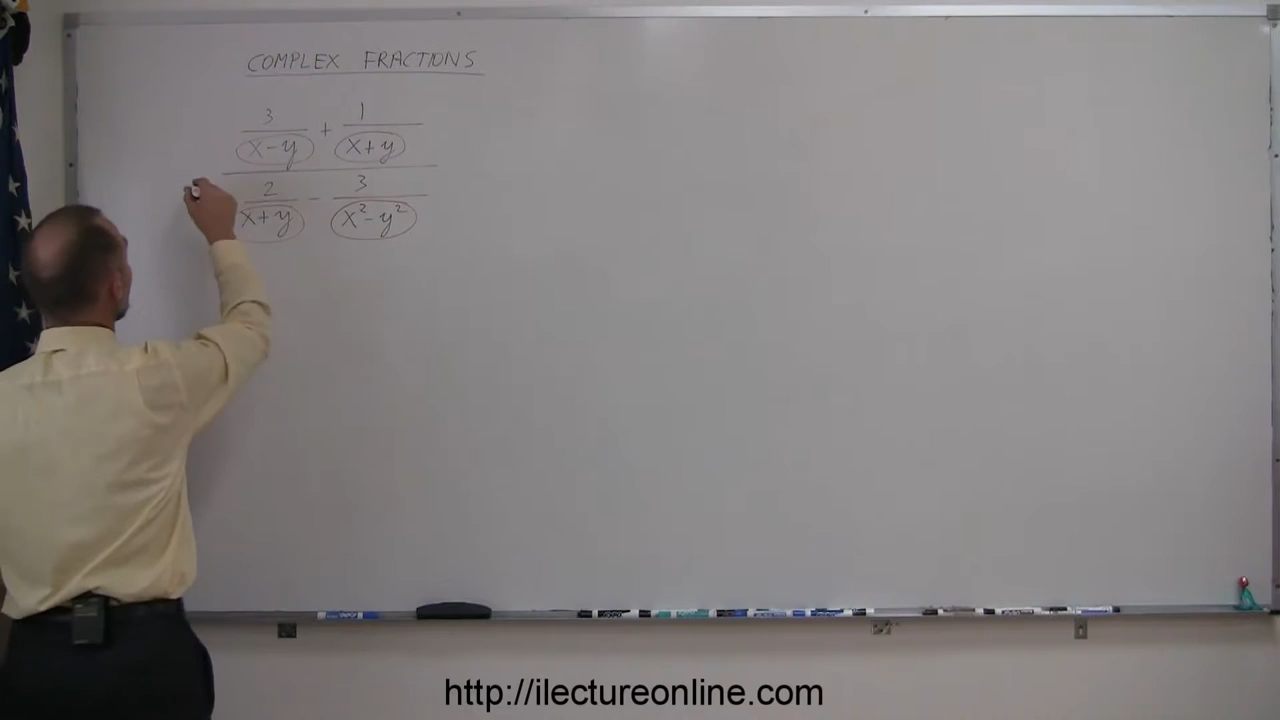 COMPLEX FRACTIONS
3 + 1
x-y x+y
2 - 3
x+y x²-y²
http://ilectureonline.com